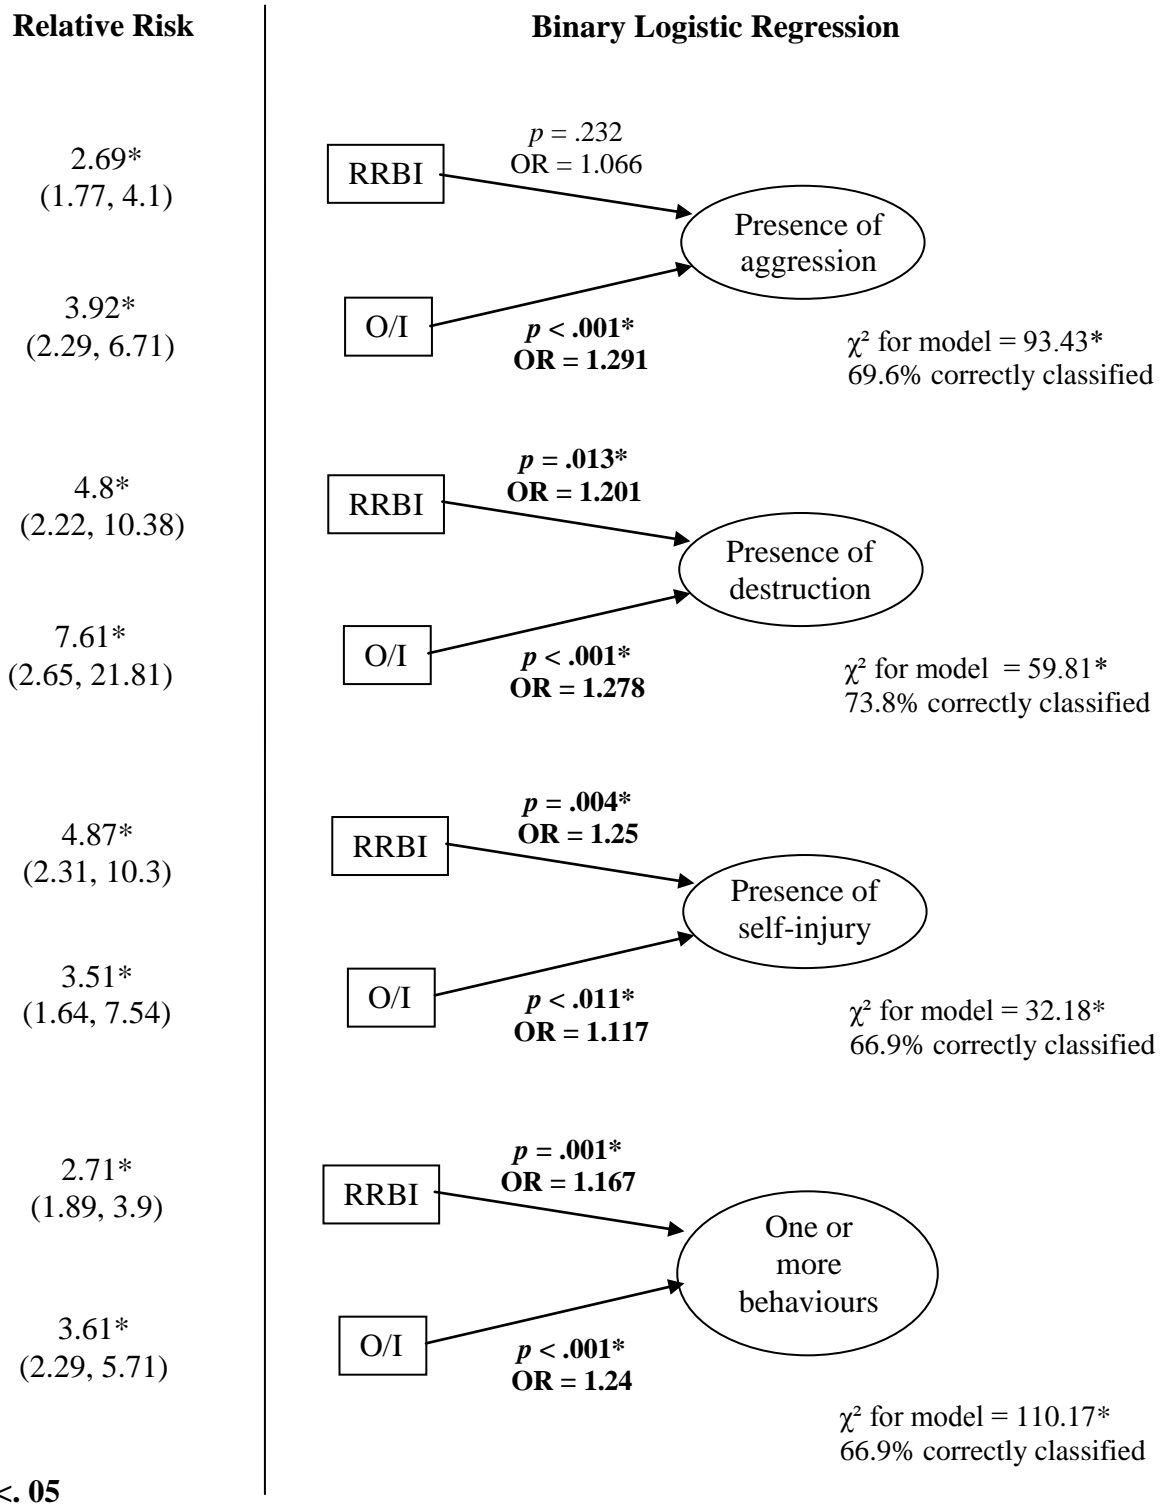 Relative Risk
Binary Logistic Regression
2.69*
(1.77, 4.1)
RRBI
p = .232
OR = 1.066
Presence of
aggression
3.92*
(2.29, 6.71)
O/I
p < .001*
OR = 1.291
χ² for model = 93.43*
69.6% correctly classified
4.8*
(2.22, 10.38)
RRBI
p = .013*
OR = 1.201
Presence of
destruction
7.61*
(2.65, 21.81)
O/I
p < .001*
OR = 1.278
χ² for model = 59.81*
73.8% correctly classified
4.87*
(2.31, 10.3)
RRBI
p = .004*
OR = 1.25
Presence of
self-injury
3.51*
(1.64, 7.54)
O/I
p < .011*
OR = 1.117
χ² for model = 32.18*
66.9% correctly classified
2.71*
(1.89, 3.9)
RRBI
p = .001*
OR = 1.167
One or
more
behaviours
3.61*
(2.29, 5.71)
O/I
p < .001*
OR = 1.24
χ² for model = 110.17*
66.9% correctly classified
<. 05